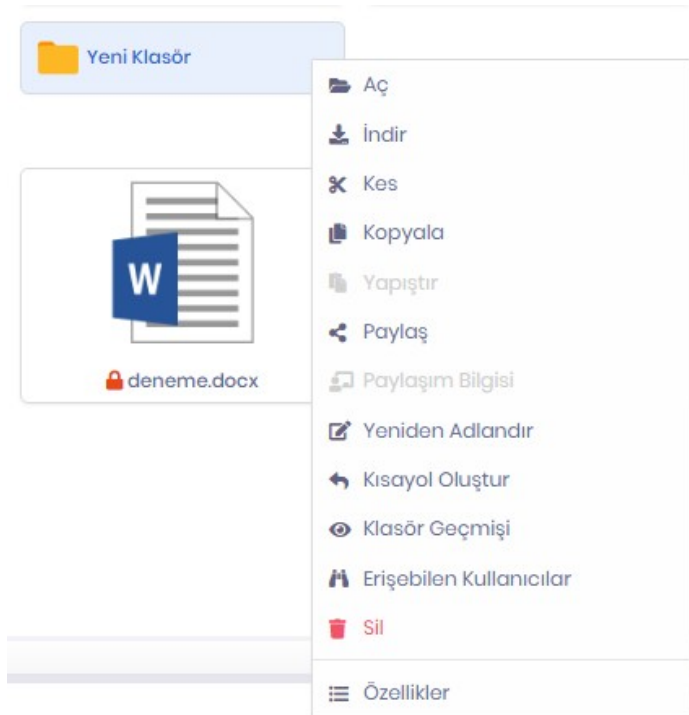 Yeni Klasör
Aç
İndir
Kes
Kopyala
Yapıştır
W
Paylaş
deneme.docx
Paylaşım Bilgisi
Yeniden Adlandır
Kısayol Oluştur
Klasör Geçmişi
Erişebilen Kullanıcılar
Sil
Özellikler